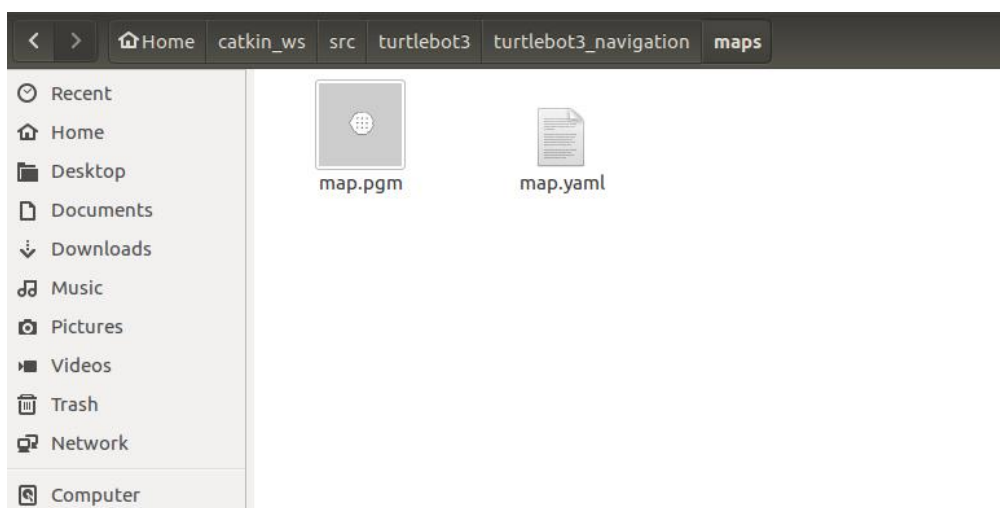 Home catkin_ws src turtlebot3 turtlebot3_navigation maps
Recent
Home
Desktop
Documents
Downloads
Music
Pictures
Videos
Trash
Network
Computer
map.pgm map.yaml